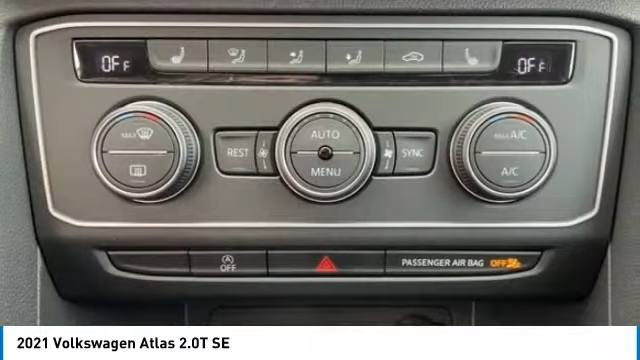 OFF
OFF
MAX
AUTO
MAX A/C
REST
SYNC
MENU
A/C
OFF
PASSENGER AIR BAG OFF
2021 Volkswagen Atlas 2.0T SE